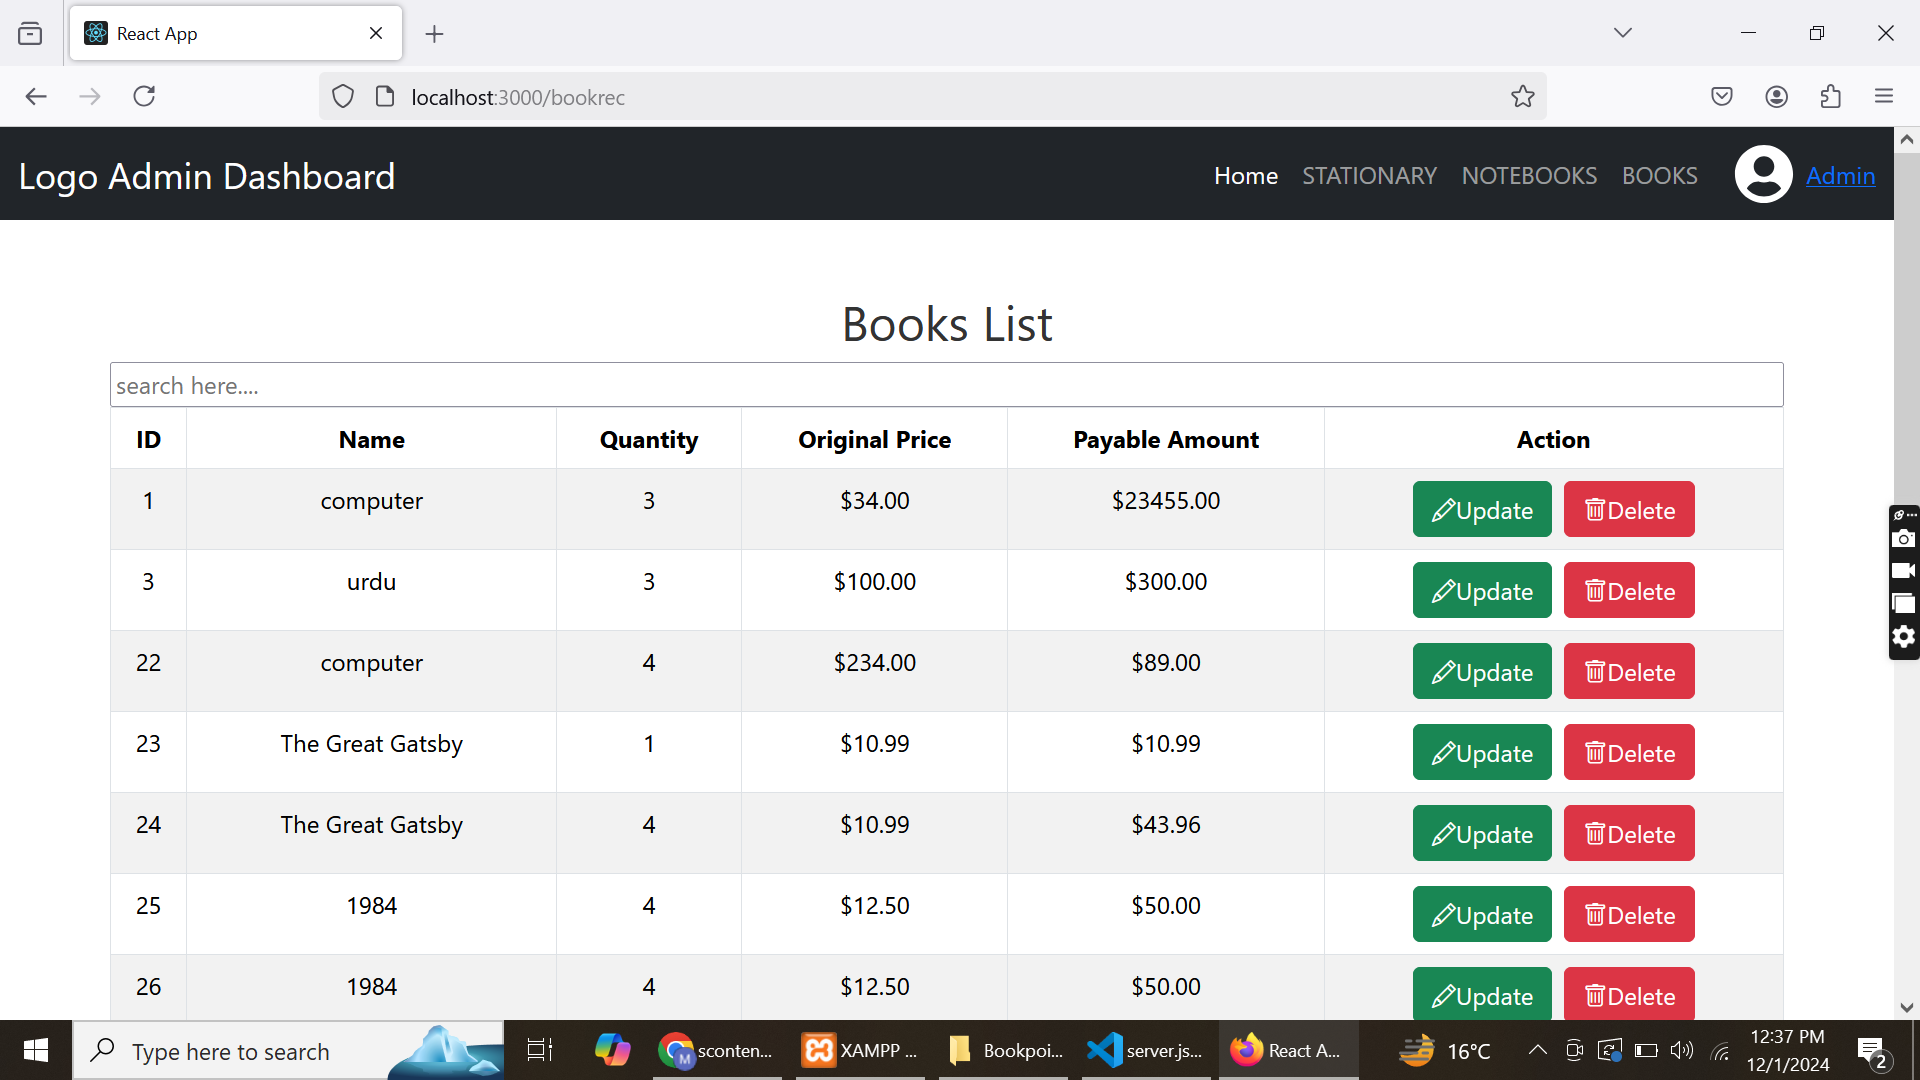 React App
localhost:3000/bookrec
Logo Admin Dashboard
Home STATIONARY NOTEBOOKS BOOKS Admin
Books List
search here....
ID Name Quantity Original Price Payable Amount Action
1 computer 3 $34.00 $23455.00 Update Delete
3 urdu 3 $100.00 $300.00 Update Delete
22 computer 4 $234.00 $89.00 Update Delete
23 The Great Gatsby 1 $10.99 $10.99 Update Delete
24 The Great Gatsby 4 $10.99 $43.96 Update Delete
25 1984 4 $12.50 $50.00 Update Delete
26 1984 4 $12.50 $50.00 Update Delete
Type here to search M sconten... XAMPP ... Bookpoi... server.js... React A... 16°C 12:37 PM
12/1/2024 2